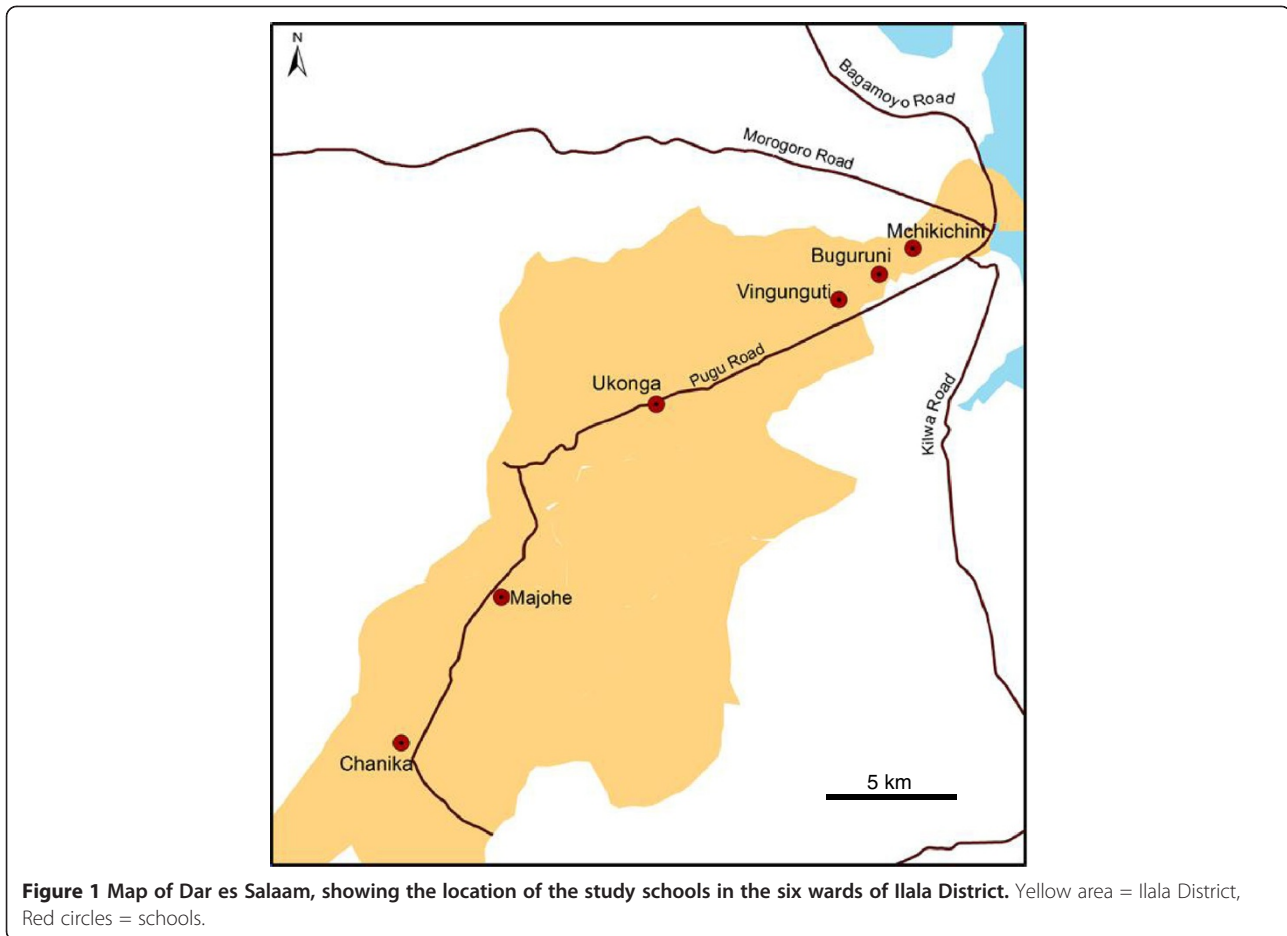 N
Bagamoyo Road
Morogoro Road
Mchikichini
Buguruni
Vingunguti
Pugu Road
Ukonga
Kilwa Road
Majohe
Chanika
5 km
Figure 1 Map of Dar es Salaam, showing the location of the study schools in the six wards of Ilala District. Yellow area = Ilala District,
Red circles = schools.